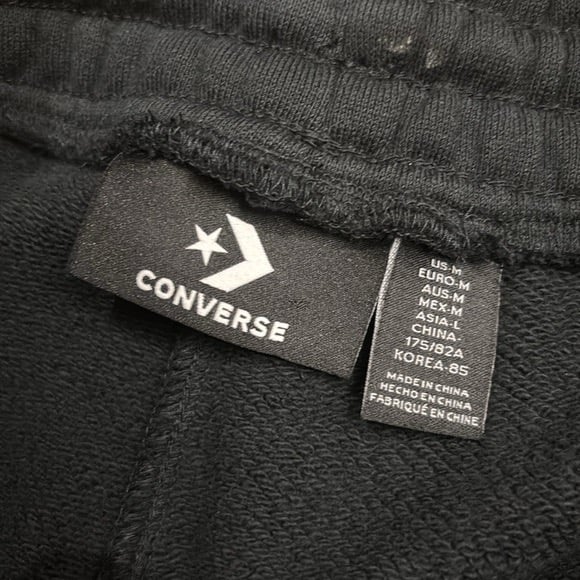 CONVERSE
US-M
EURO-M
AUS-M
MEX-M
ASIA-L
CHINA-
175/82A
KOREA-85
MADE IN CHINA
HECHO EN CHINA
FABRIQUÉ EN CHINE